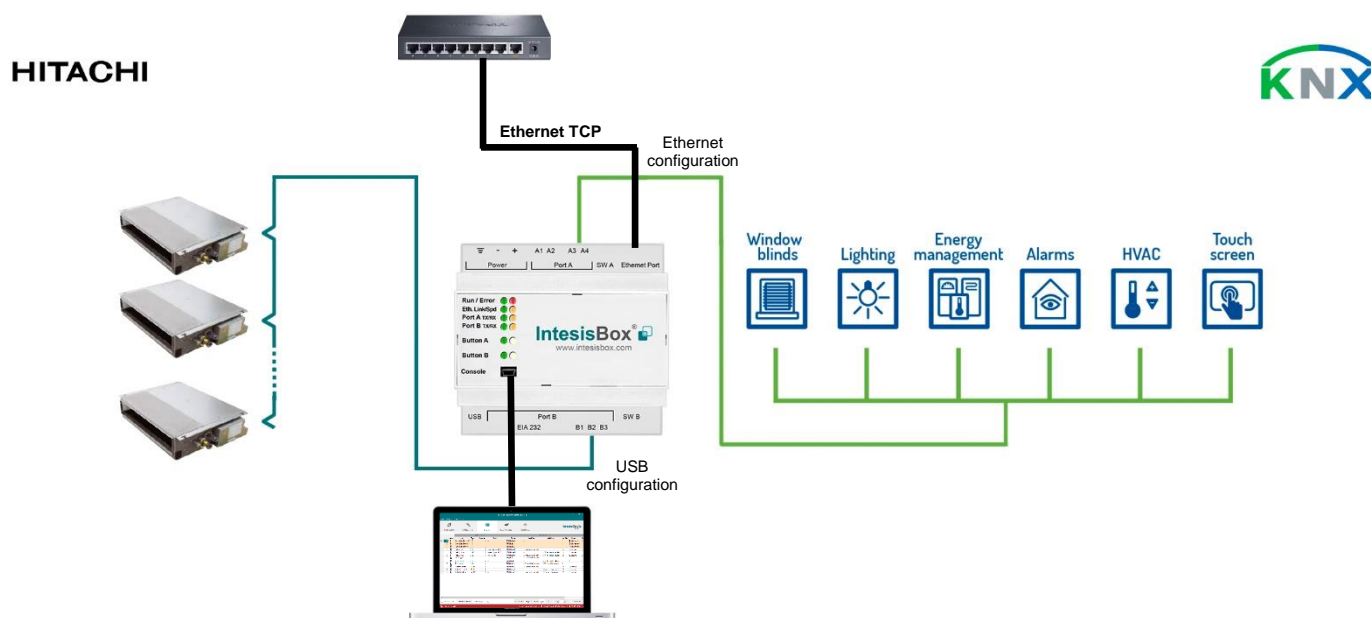 HITACHI
KNX
Ethernet TCP
Ethernet
configuration
- +
A1 A2 A3 A4
Power
Port A
SW A
Ethernet Port
Run / Error
Eth. Link/Spd
Port A TX/RX
Port B TX/RX
Button A
Button B
Console
IntesisBox®
www.intesisbox.com
USB
Port B
SW B
EIA 232
B1 B2 B3
USB
configuration
Window
blinds
Lighting
Energy
management
Alarms
HVAC
Touch
screen